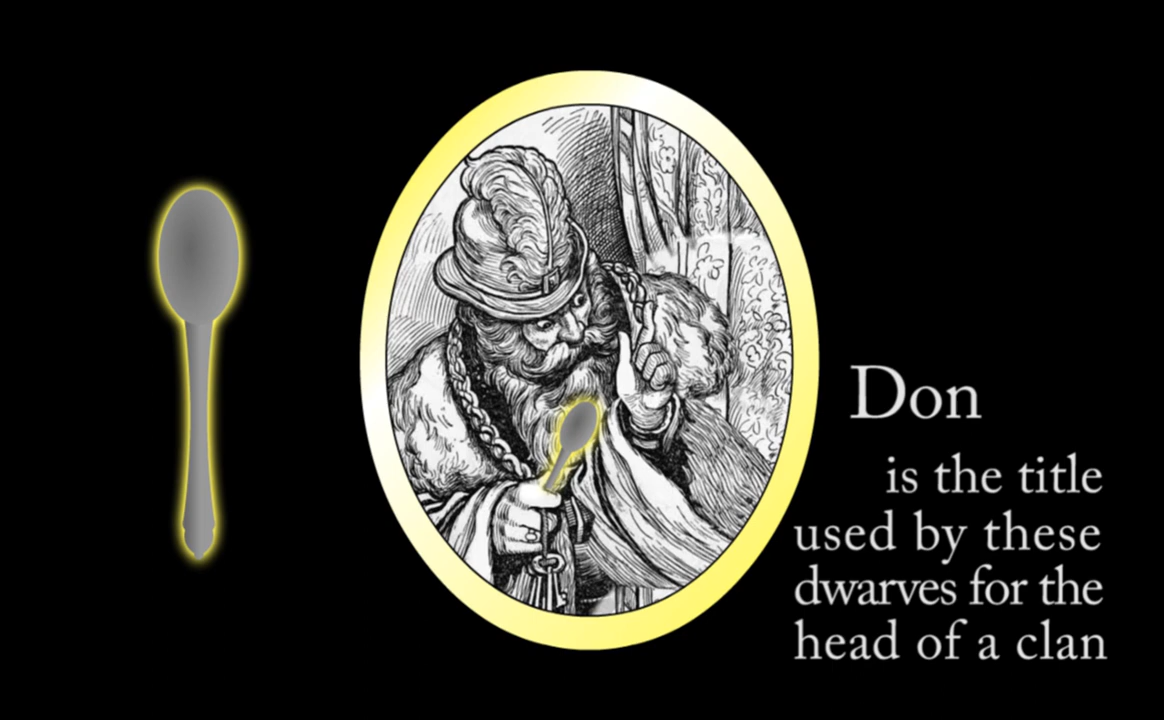 Don
is the title
used by these
dwarves for the
head of a clan